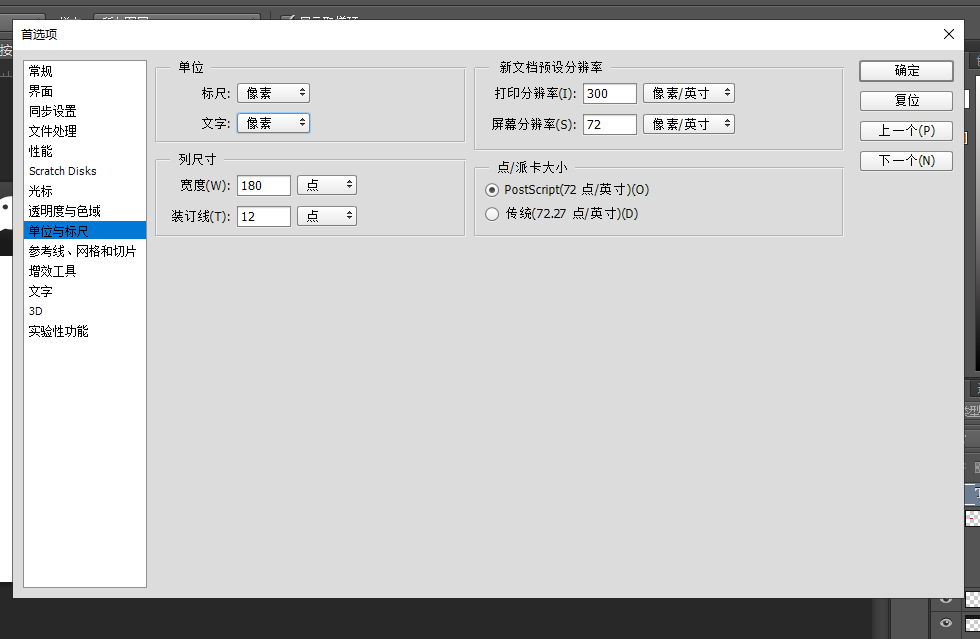 首选项
按
常规
界面
同步设置
文件处理
性能
Scratch Disks
光标
透明度与色域
单位与标尺
参考线、网格和切片
增效工具
文字
3D
实验性功能
单位
标尺: 像素
文字: 像素
列尺寸
宽度(W): 180 点
装订线(T): 12 点
新文档预设分辨率
打印分辨率(I): 300 像素/英寸
屏幕分辨率(S): 72 像素/英寸
点/派卡大小
PostScript(72 点/英寸)(O)
传统(72.27 点/英寸)(D)
确定
复位
上一个(P)
下一个(N)